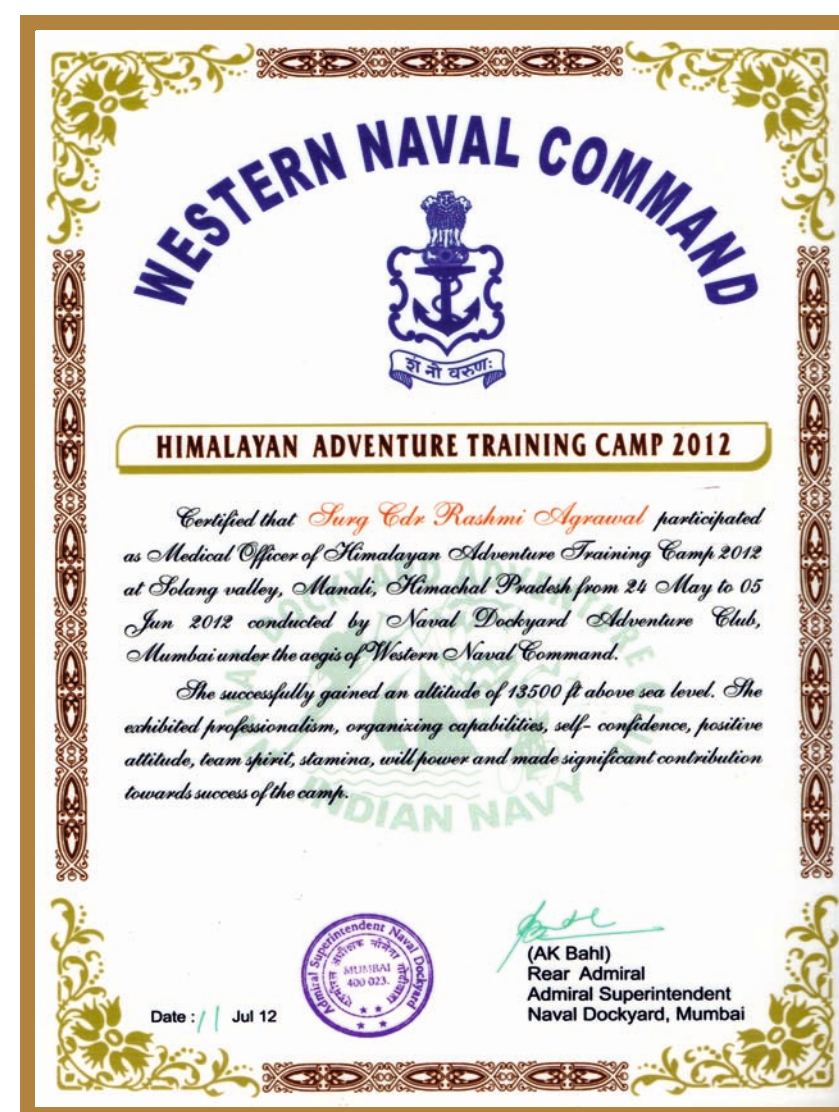 WESTERN NAVAL COMMAND
शं नो वरुणः
HIMALAYAN ADVENTURE TRAINING CAMP 2012
Certified that Surg Cdr Rashmi Agrawal participated
as Medical Officer of Himalayan Adventure Training Camp 2012
at Solang valley, Manali, Himachal Pradesh from 24 May to 05
Jun 2012 conducted by Naval Dockyard Adventure Club,
Mumbai under the aegis of Western Naval Command.
She successfully gained an altitude of 13500 ft above sea level. She
exhibited professionalism, organizing capabilities, self- confidence, positive
attitude, team spirit, stamina, will power and made significant contribution
towards success of the camp.
NAVAL DOCKYARD ADVENTURE CLUB
INDIAN NAVY
Admiral Superintendent Naval Dockyard
MUMBAI
400 023.
Date : 11 Jul 12
(AK Bahl)
Rear Admiral
Admiral Superintendent
Naval Dockyard, Mumbai